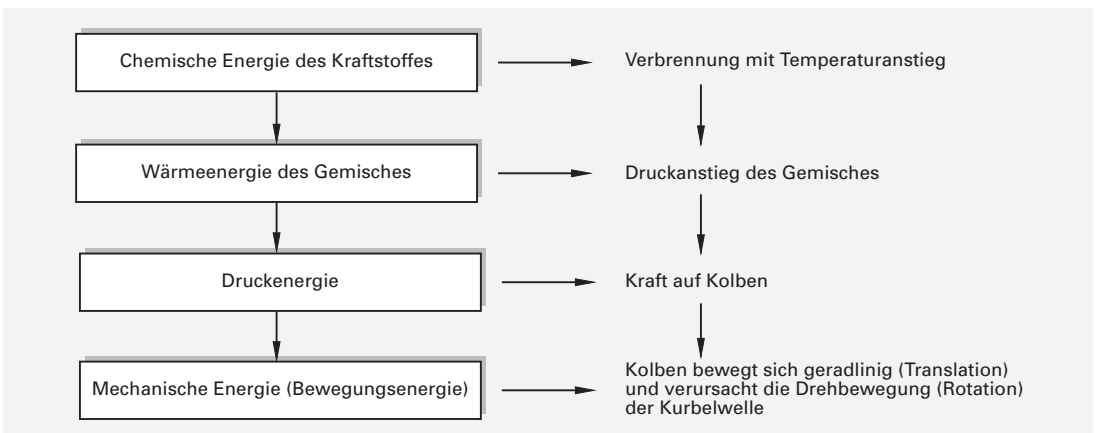 Chemische Energie des Kraftstoffes
Verbrennung mit Temperaturanstieg
Wärmeenergie des Gemisches
Druckanstieg des Gemisches
Druckenergie
Kraft auf Kolben
Mechanische Energie (Bewegungsenergie)
Kolben bewegt sich geradlinig (Translation)
und verursacht die Drehbewegung (Rotation)
der Kurbelwelle